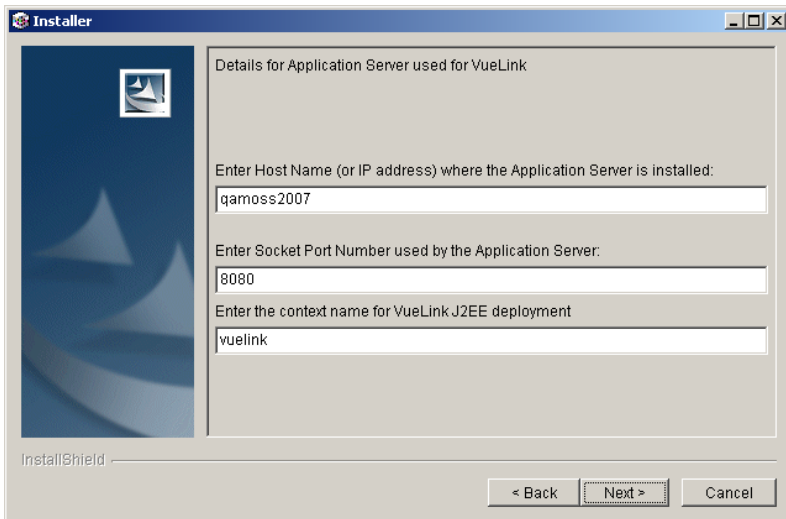 Installer
Details for Application Server used for VueLink
Enter Host Name (or IP address) where the Application Server is installed:
qamoss2007
Enter Socket Port Number used by the Application Server:
8080
Enter the context name for VueLink J2EE deployment
vuelink
InstallShield
< Back Next > Cancel